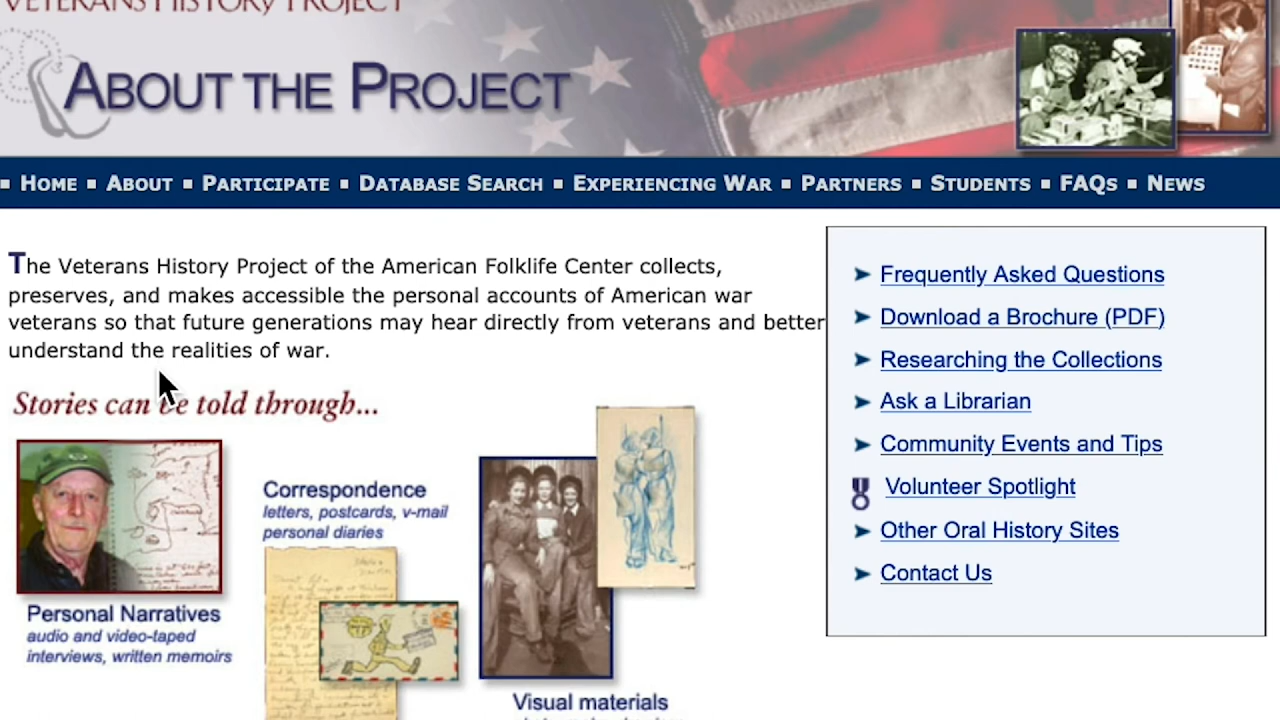 VETERANS HISTORY PROJECT
ABOUT THE PROJECT
HOME ABOUT PARTICIPATE DATABASE SEARCH EXPERIENCING WAR PARTNERS STUDENTS FAQS NEWS
The Veterans History Project of the American Folklife Center collects,
preserves, and makes accessible the personal accounts of American war
veterans so that future generations may hear directly from veterans and better
understand the realities of war.
Stories can be told through...
Personal Narratives
audio and video-taped
interviews, written memoirs
Correspondence
letters, postcards, v-mail
personal diaries
Visual materials
Frequently Asked Questions
Download a Brochure (PDF)
Researching the Collections
Ask a Librarian
Community Events and Tips
Volunteer Spotlight
Other Oral History Sites
Contact Us